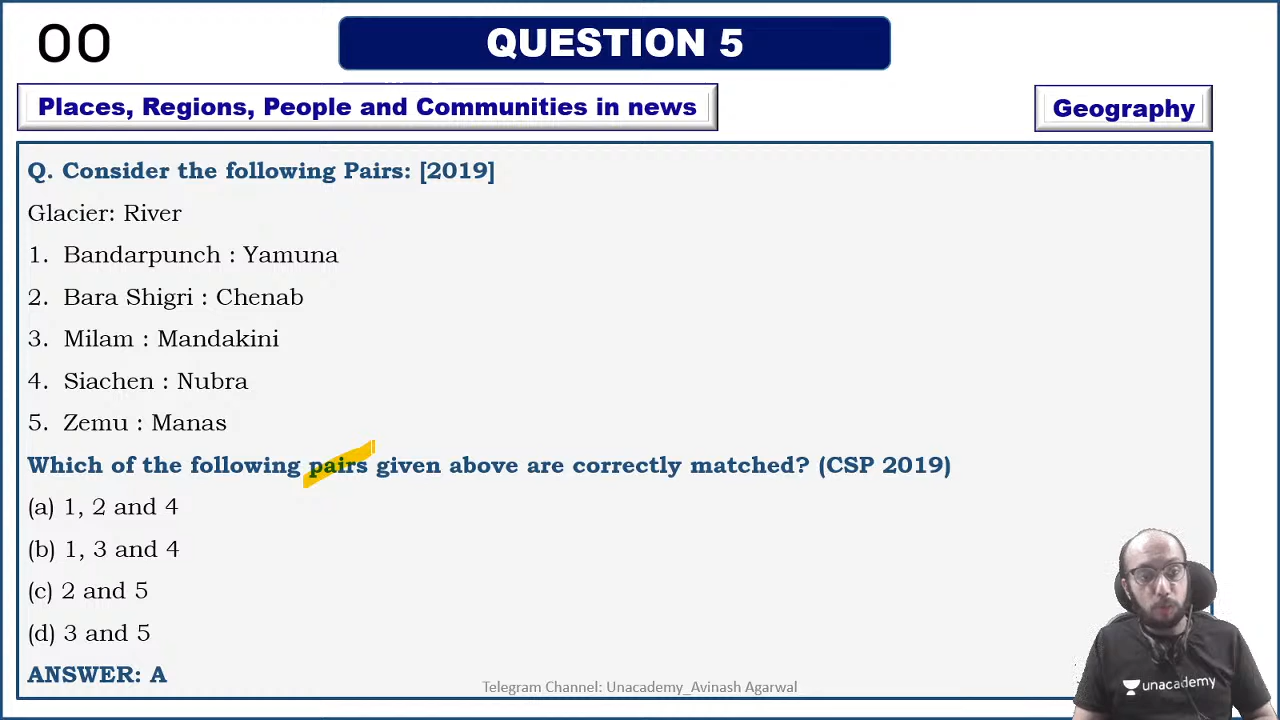 00
QUESTION 5
Places, Regions, People and Communities in news
Geography
Q. Consider the following Pairs: [2019]
Glacier: River
1. Bandarpunch : Yamuna
2. Bara Shigri : Chenab
3. Milam : Mandakini
4. Siachen : Nubra
5. Zemu : Manas
Which of the following pairs given above are correctly matched? (CSP 2019)
(a) 1, 2 and 4
(b) 1, 3 and 4
(c) 2 and 5
(d) 3 and 5
ANSWER: A
Telegram Channel: Unacademy_Avinash Agarwal
unacademy